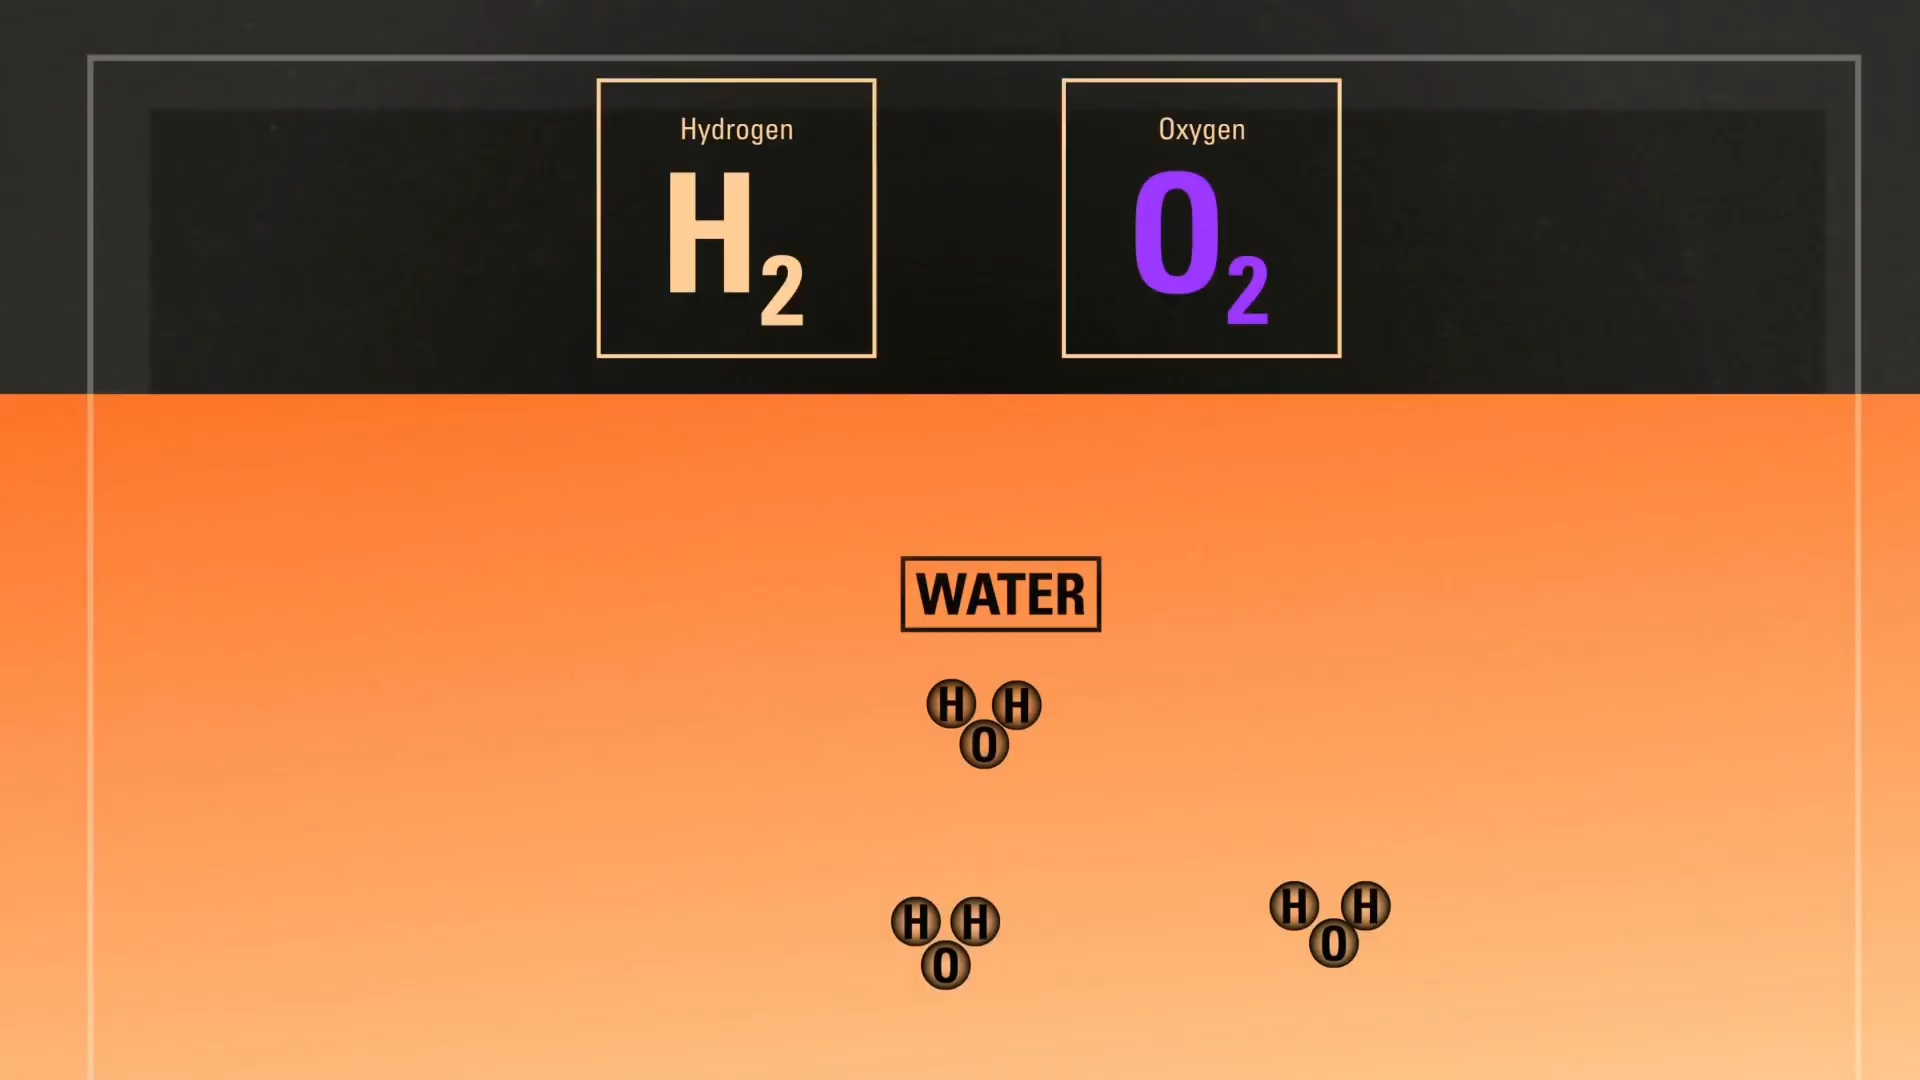 Hydrogen
H2
Oxygen
O2
WATER
H H
O
H H
O
H H
O